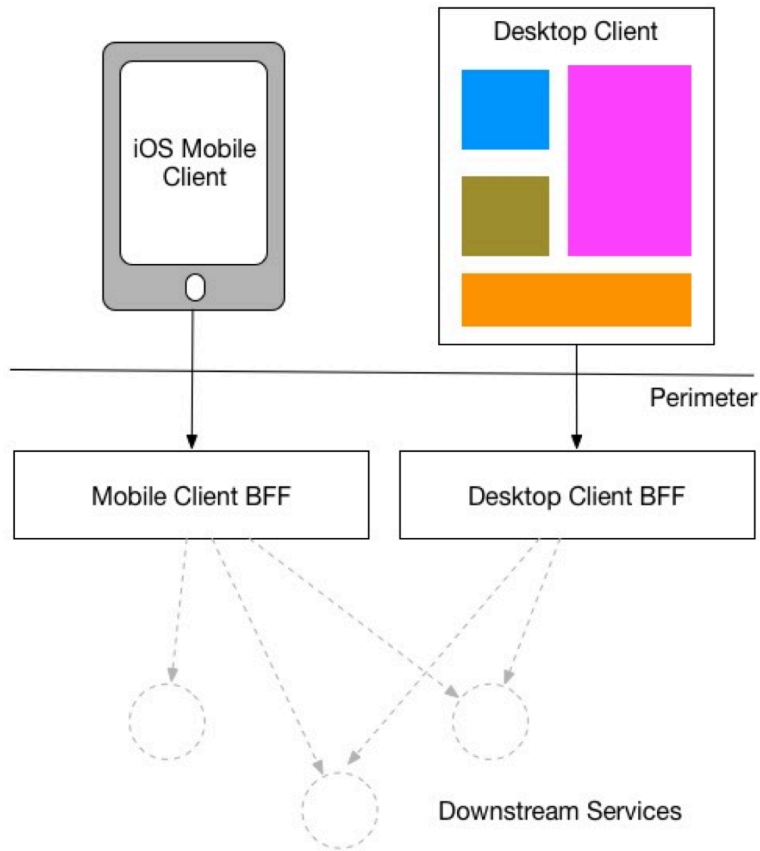 Desktop Client
iOS Mobile
Client
Perimeter
Mobile Client BFF
Desktop Client BFF
Downstream Services